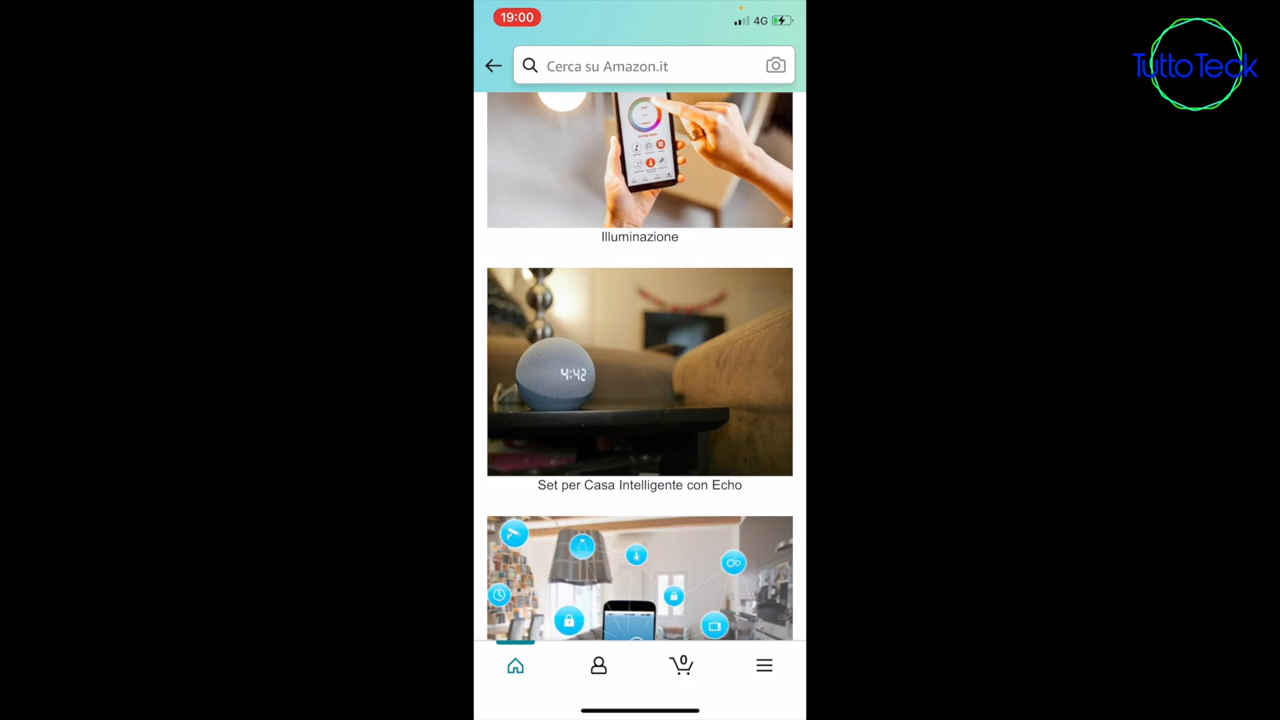 19:00
4G
TuttoTeck
Cerca su Amazon.it
Illuminazione
4:42
Set per Casa Intelligente con Echo
0